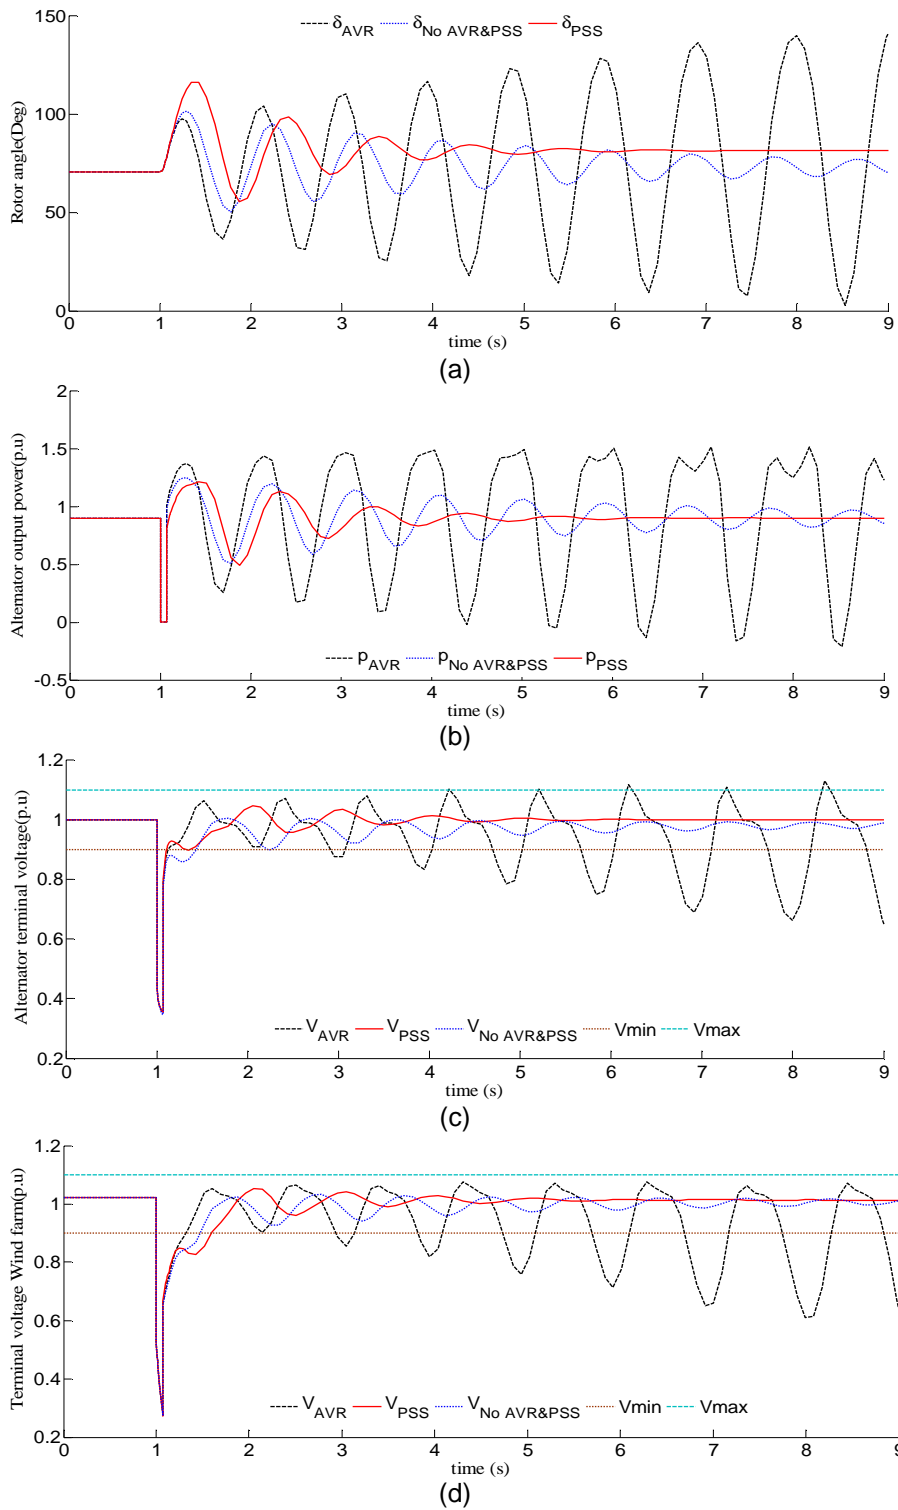 δAVR δNo AVR&PSS δPSS
150
100
50
0
Rotor angle(Deg)
0 1 2 3 4 5 6 7 8 9
time (s)
(a)
2
1.5
1
0.5
0
-0.5
Alternator output power(p.u)
pAVR pNo AVR&PSS pPSS
0 1 2 3 4 5 6 7 8 9
time (s)
(b)
1.2
1
0.8
0.6
0.4
0.2
Alternator terminal voltage(p.u)
VAVR VPSS VNo AVR&PSS Vmin Vmax
0 1 2 3 4 5 6 7 8 9
time (s)
(c)
1.2
1
0.8
0.6
0.4
0.2
Terminal voltage Wind farm(p.u)
VAVR VPSS VNo AVR&PSS Vmin Vmax
0 1 2 3 4 5 6 7 8 9
time (s)
(d)